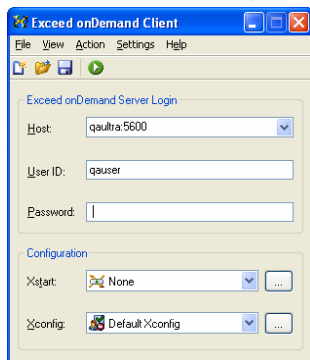 Exceed onDemand Client
File View Action Settings Help
Exceed onDemand Server Login
Host: qaultra:5600
User ID: qauser
Password:
Configuration
Xstart: None ...
Xconfig: Default Xconfig ...